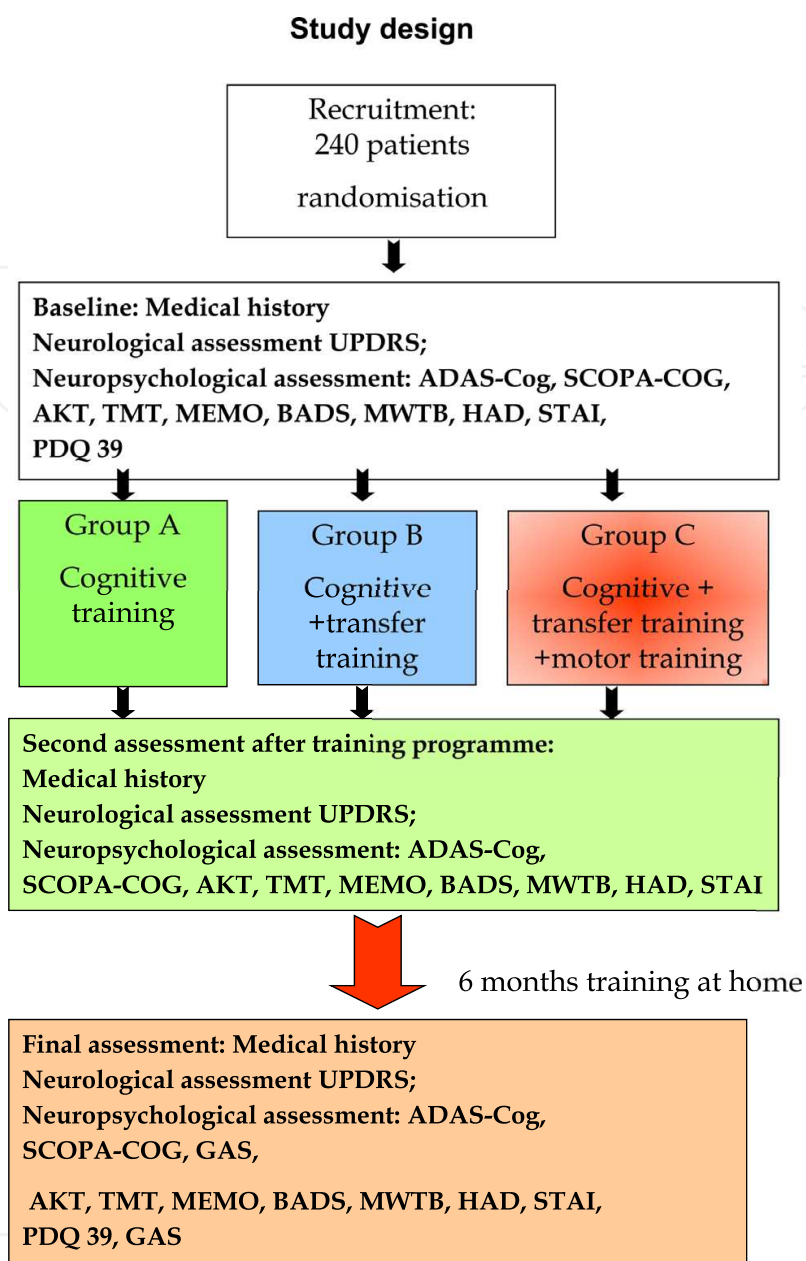 Study design
Recruitment:
240 patients
randomisation
Baseline: Medical history
Neurological assessment UPDRS;
Neuropsychological assessment: ADAS-Cog, SCOPA-COG,
AKT, TMT, MEMO, BADS, MWTB, HAD, STAI,
PDQ 39
Group A
Cognitive
training
Group B
Cognitive
+transfer
training
Group C
Cognitive +
transfer training
+motor training
Second assessment after training programme:
Medical history
Neurological assessment UPDRS;
Neuropsychological assessment: ADAS-Cog,
SCOPA-COG, AKT, TMT, MEMO, BADS, MWTB, HAD, STAI
6 months training at home
Final assessment: Medical history
Neurological assessment UPDRS;
Neuropsychological assessment: ADAS-Cog,
SCOPA-COG, GAS,
AKT, TMT, MEMO, BADS, MWTB, HAD, STAI,
PDQ 39, GAS